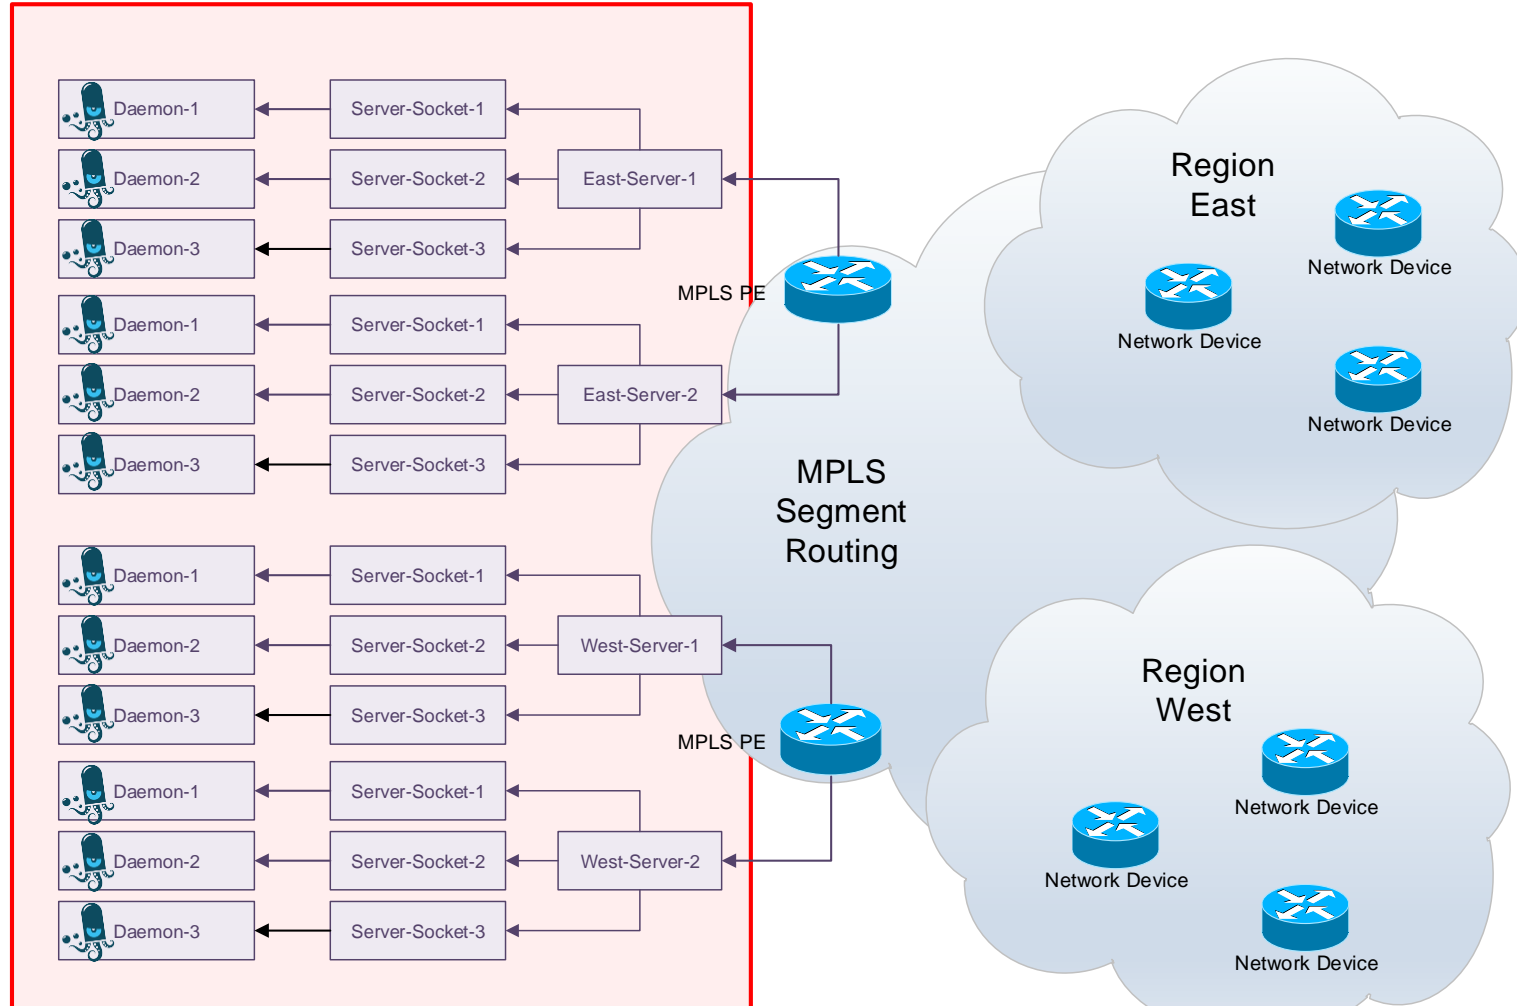 Daemon-1
Server-Socket-1
Daemon-2
Server-Socket-2
East-Server-1
Daemon-3
Server-Socket-3
Daemon-1
Server-Socket-1
Daemon-2
Server-Socket-2
East-Server-2
Daemon-3
Server-Socket-3
Daemon-1
Server-Socket-1
Daemon-2
Server-Socket-2
West-Server-1
Daemon-3
Server-Socket-3
Daemon-1
Server-Socket-1
Daemon-2
Server-Socket-2
West-Server-2
Daemon-3
Server-Socket-3
MPLS PE
MPLS PE
MPLS
Segment
Routing
Region
East
Network Device
Network Device
Network Device
Region
West
Network Device
Network Device
Network Device